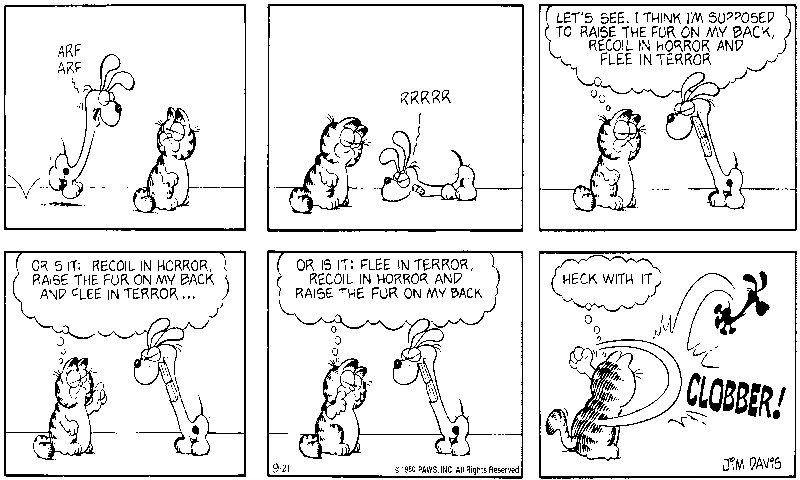 ARF
ARF
RRRRR
LET'S SEE. I THINK I'M SUPPOSED
TO RAISE THE FUR ON MY BACK,
RECOIL IN HORROR AND
FLEE IN TERROR
OR IS IT: RECOIL IN HORROR,
RAISE THE FUR ON MY BACK
AND FLEE IN TERROR...
OR IS IT: FLEE IN TERROR,
RECOIL IN HORROR AND
RAISE THE FUR ON MY BACK
9-21
© 1980 PAWS, INC. All Rights Reserved
HECK WITH IT
CLOBBER!
JIM DAVIS